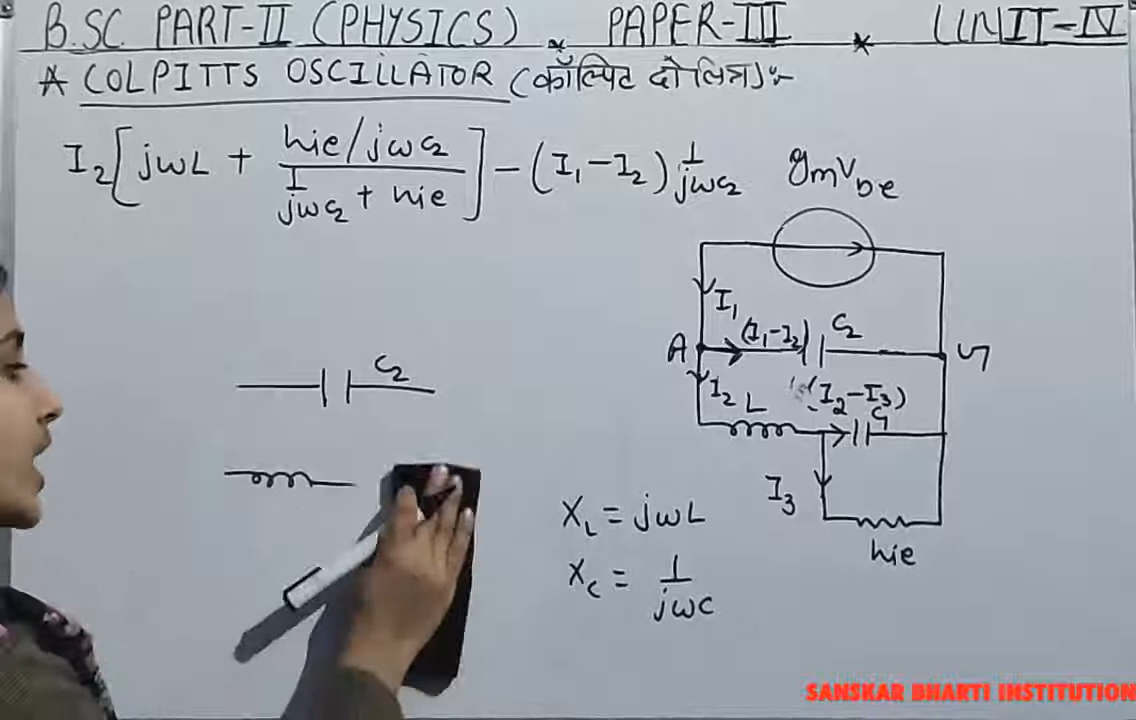 B.SC PART-II (PHYSICS) * PAPER-III * UNIT-IV
* COLPITTS OSCILLATOR (कॉल्पिट दोलित्र):-
I₂[jωL + (hie/jωc₂)/(1/jωc₂ + hie)] - (I₁-I₂) 1/jωc₂
gmVbe
I₁
A (I₁-I₂) C₂ G
I₂ L (I₂-I₃) C₁
C₂
I₃
hie
X_L = jωL
X_C = 1/jωC
SANSKAR BHARTI INSTITUTION